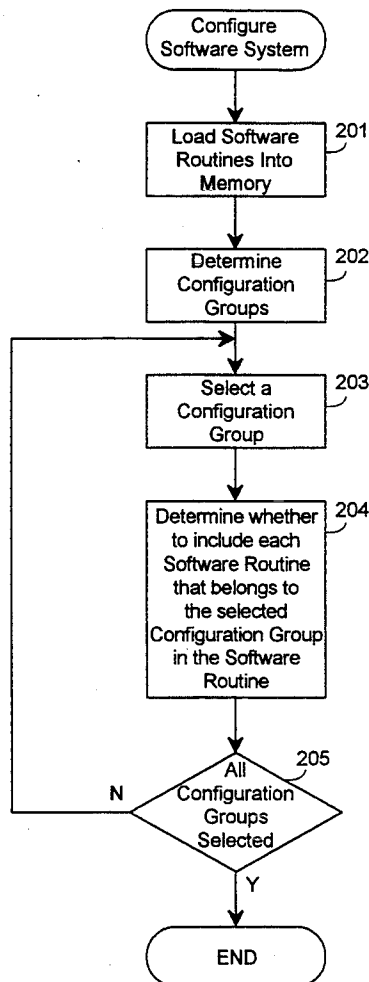 Configure
Software System
201
Load Software
Routines Into
Memory
202
Determine
Configuration
Groups
203
Select a
Configuration
Group
204
Determine whether
to include each
Software Routine
that belongs to
the selected
Configuration Group
in the Software
Routine
205
All
Configuration
Groups
Selected
N
Y
END